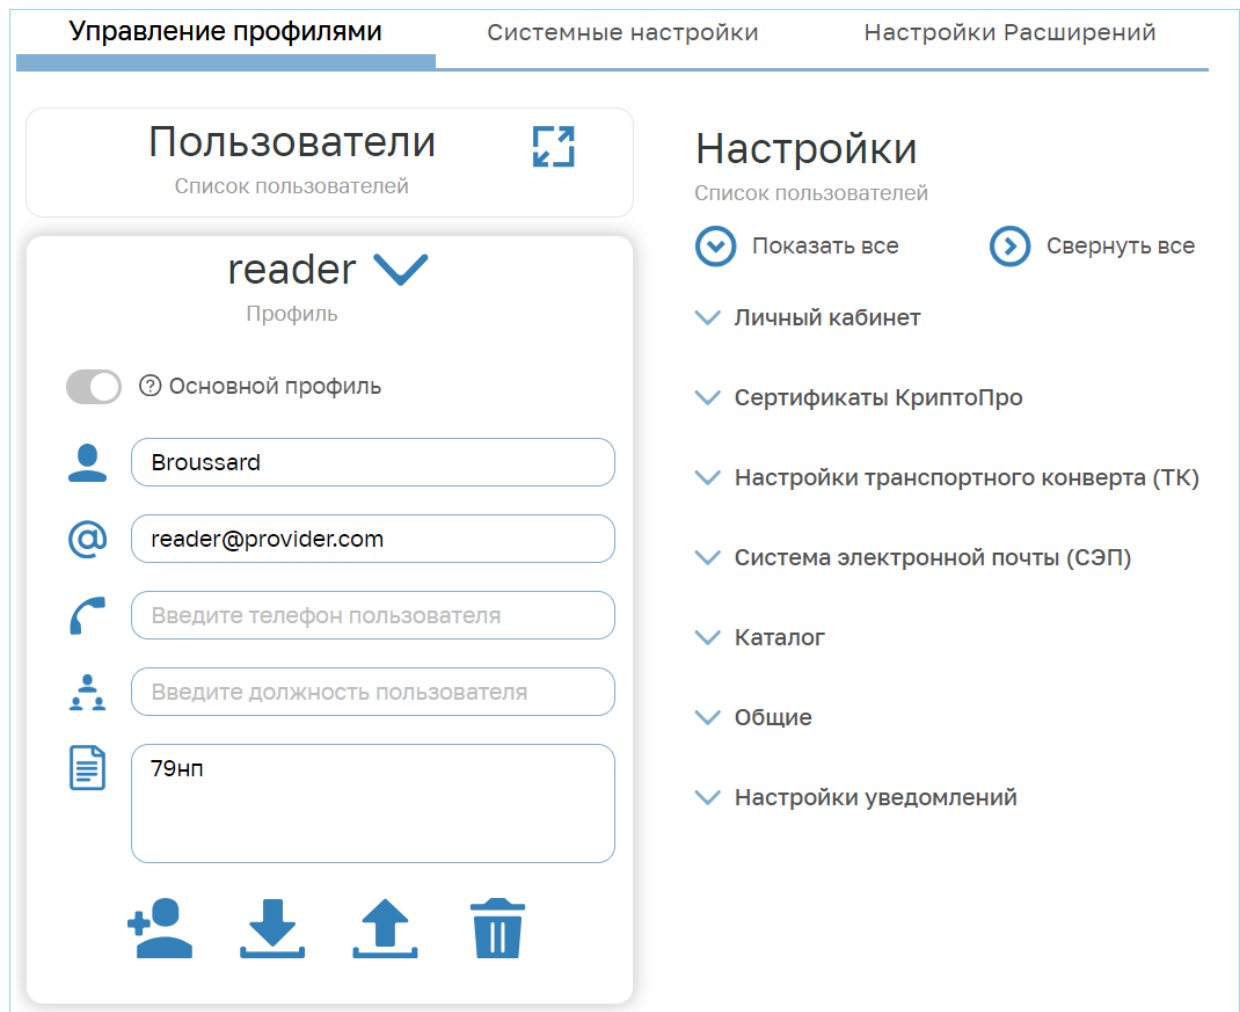 Управление профилями
Системные настройки
Настройки Расширений
Пользователи
Список пользователей
reader
Профиль
Основной профиль
Broussard
reader@provider.com
Введите телефон пользователя
Введите должность пользователя
79нп
Настройки
Список пользователей
Показать все
Свернуть все
Личный кабинет
Сертификаты КриптоПро
Настройки транспортного конверта (ТК)
Система электронной почты (СЭП)
Каталог
Общие
Настройки уведомлений